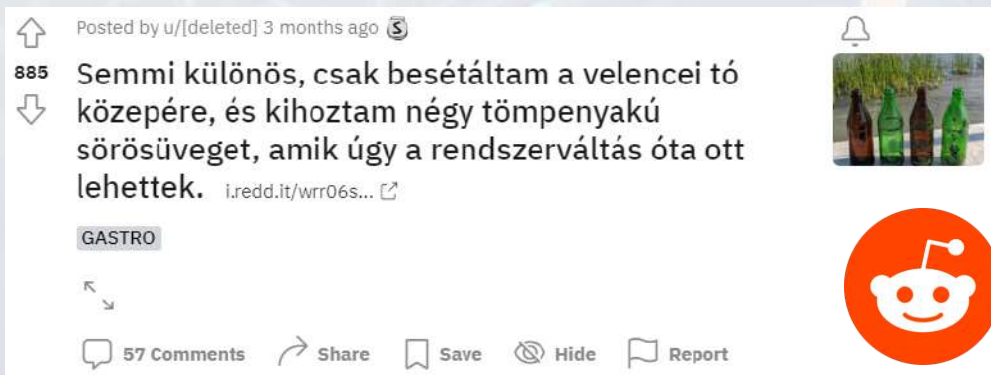 Posted by u/[deleted] 3 months ago S
885
Semmi különös, csak besétáltam a velencei tó
közepére, és kihoztam négy tömpenyakú
sörösüveget, amik úgy a rendszerváltás óta ott
lehettek. i.redd.it/wrr06s...
GASTRO
57 Comments Share Save Hide Report